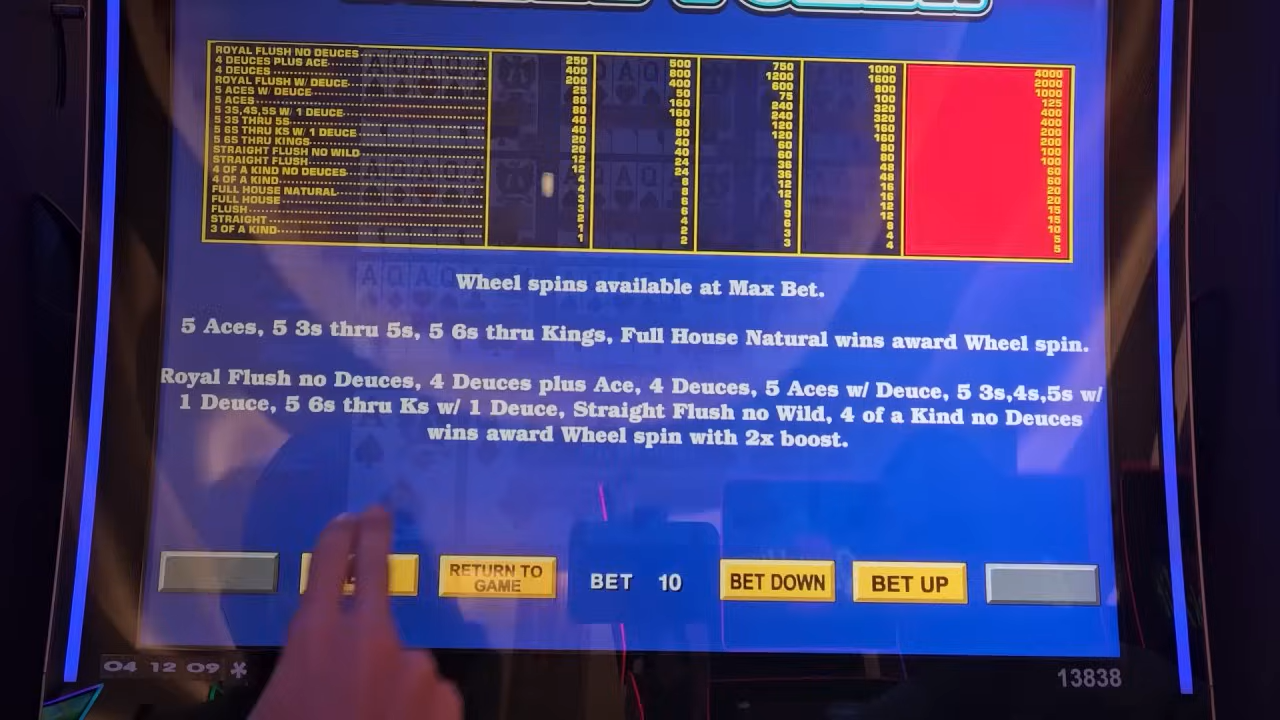 ROYAL FLUSH NO DEUCES 250 500 750 1000 4000
4 DEUCES PLUS ACE 400 800 1200 1600 2000
4 DEUCES 200 400 600 800 1000
ROYAL FLUSH W/ DEUCE 25 50 75 100 125
5 ACES W/ DEUCE 80 160 240 320 400
5 ACES 80 160 240 320 400
5 3S,4S,5S W/ 1 DEUCE 40 80 120 160 200
5 3S THRU 5S 40 80 120 160 200
5 6S THRU KS W/ 1 DEUCE 20 40 60 80 100
5 6S THRU KINGS 20 40 60 80 100
STRAIGHT FLUSH NO WILD 12 24 36 48 60
STRAIGHT FLUSH 12 24 36 48 60
4 OF A KIND NO DEUCES 4 8 12 16 20
4 OF A KIND 4 8 12 16 20
FULL HOUSE NATURAL 3 6 9 12 15
FULL HOUSE 3 6 9 12 15
FLUSH 2 4 6 8 10
STRAIGHT 1 2 3 4 5
3 OF A KIND 1 2 3 4 5
Wheel spins available at Max Bet.
5 Aces, 5 3s thru 5s, 5 6s thru Kings, Full House Natural wins award Wheel spin.
Royal Flush no Deuces, 4 Deuces plus Ace, 4 Deuces, 5 Aces w/ Deuce, 5 3s,4s,5s w/
1 Deuce, 5 6s thru Ks w/ 1 Deuce, Straight Flush no Wild, 4 of a Kind no Deuces
wins award Wheel spin with 2x boost.
RETURN TO
GAME
BET 10
BET DOWN
BET UP
04 12 09 *
13838